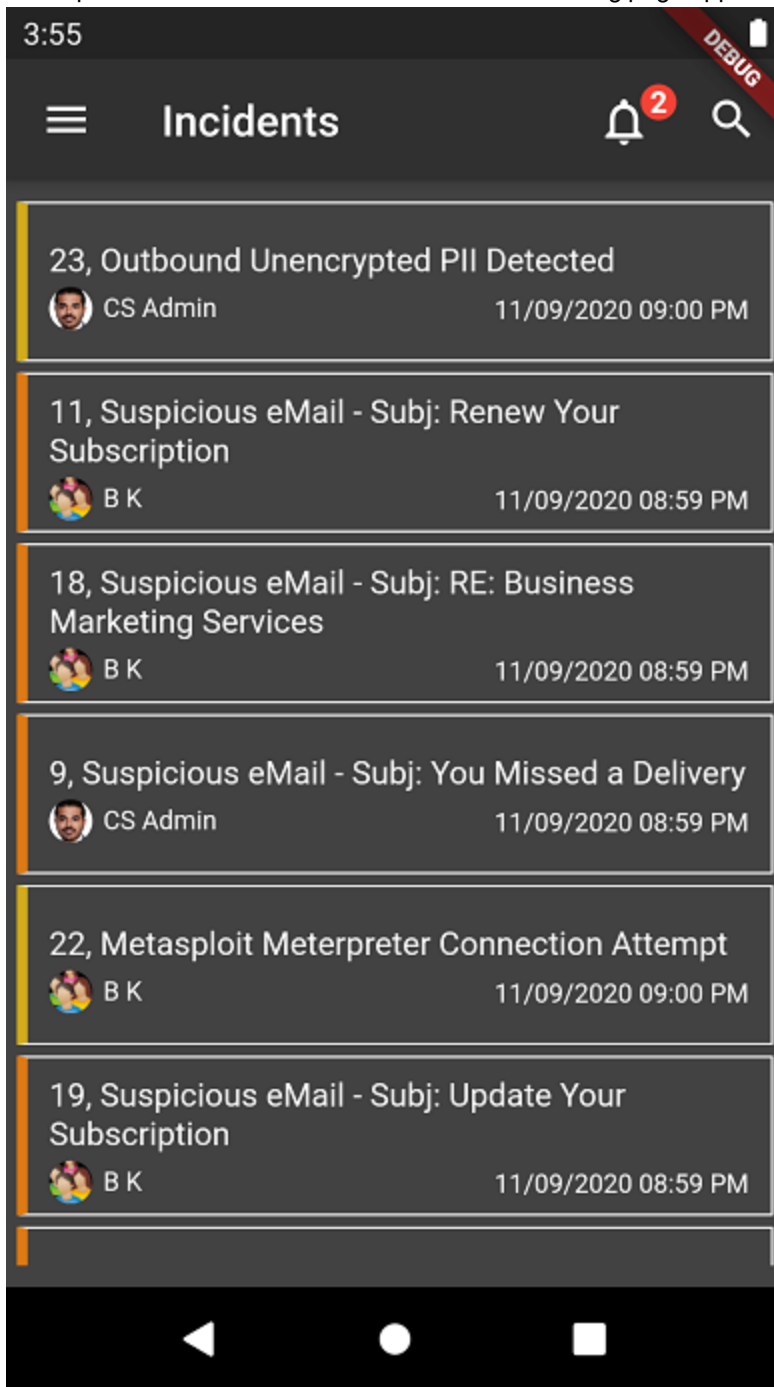 3:55
DEBUG
Incidents
2
23, Outbound Unencrypted PII Detected
CS Admin
11/09/2020 09:00 PM
11, Suspicious eMail - Subj: Renew Your
Subscription
B K
11/09/2020 08:59 PM
18, Suspicious eMail - Subj: RE: Business
Marketing Services
B K
11/09/2020 08:59 PM
9, Suspicious eMail - Subj: You Missed a Delivery
CS Admin
11/09/2020 08:59 PM
22, Metasploit Meterpreter Connection Attempt
B K
11/09/2020 09:00 PM
19, Suspicious eMail - Subj: Update Your
Subscription
B K
11/09/2020 08:59 PM